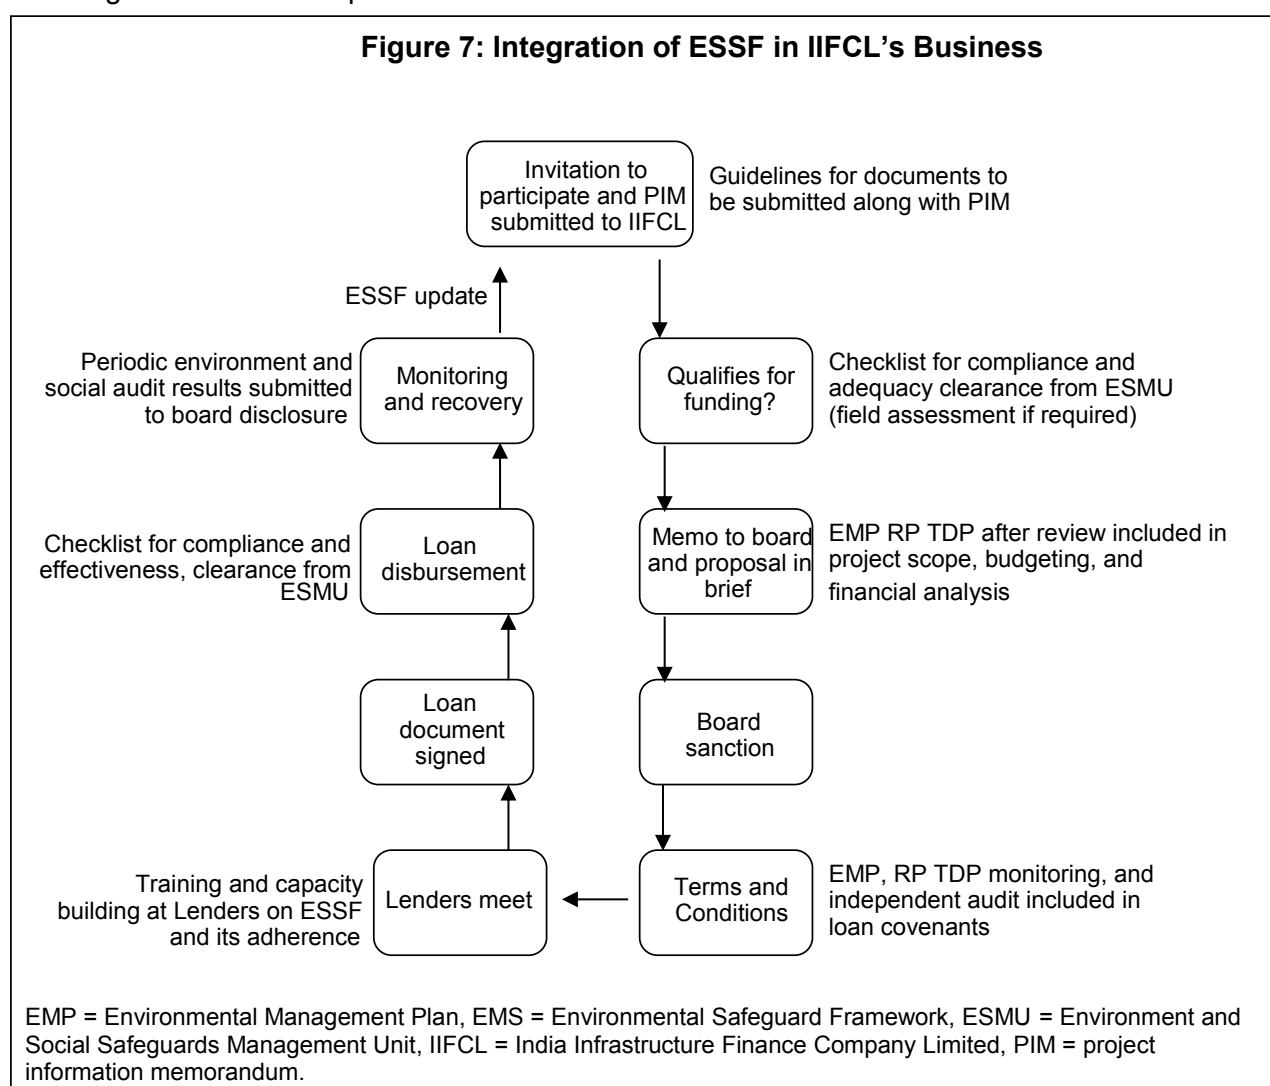 Figure 7: Integration of ESSF in IIFCL's Business
Invitation to
participate and PIM
submitted to IIFCL
Guidelines for documents to
be submitted along with PIM
ESSF update
Periodic environment and
social audit results submitted
to board disclosure
Monitoring
and recovery
Qualifies for
funding?
Checklist for compliance and
adequacy clearance from ESMU
(field assessment if required)
Checklist for compliance and
effectiveness, clearance from
ESMU
Loan
disbursement
Memo to board
and proposal in
brief
EMP RP TDP after review included in
project scope, budgeting, and
financial analysis
Loan
document
signed
Board
sanction
Training and capacity
building at Lenders on ESSF
and its adherence
Lenders meet
Terms and
Conditions
EMP, RP TDP monitoring, and
independent audit included in
loan covenants
EMP = Environmental Management Plan, EMS = Environmental Safeguard Framework, ESMU = Environment and
Social Safeguards Management Unit, IIFCL = India Infrastructure Finance Company Limited, PIM = project
information memorandum.